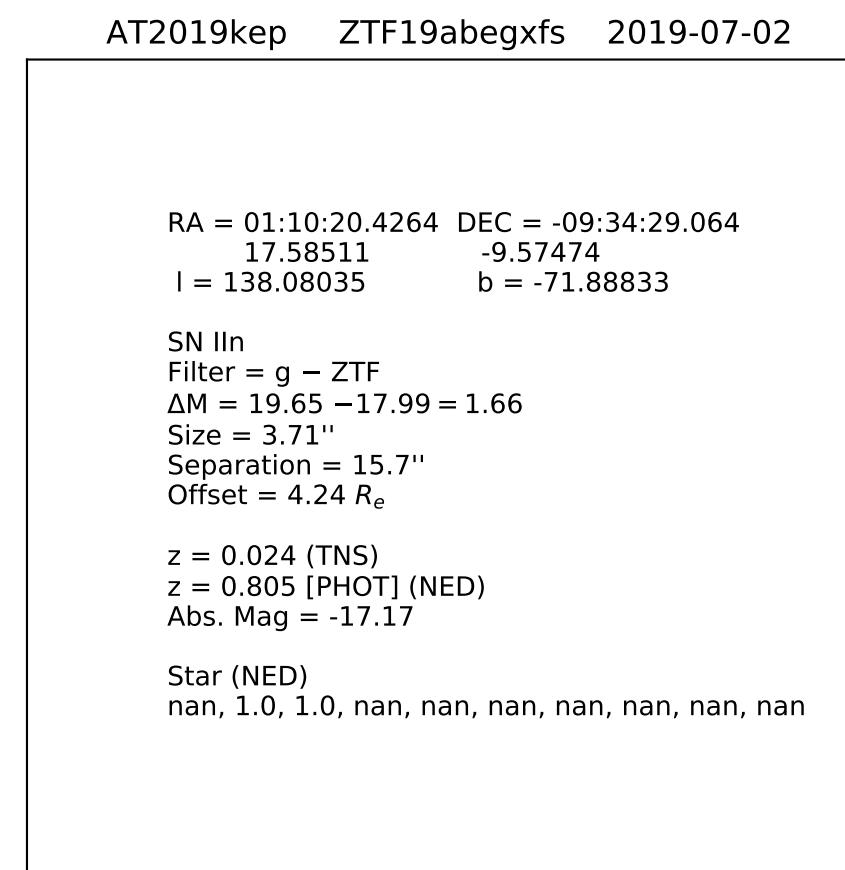 AT2019kep ZTF19abegxfs 2019-07-02
RA = 01:10:20.4264 DEC = -09:34:29.064
17.58511 -9.57474
l = 138.08035 b = -71.88833
SN IIn
Filter = g − ZTF
ΔM = 19.65 −17.99 = 1.66
Size = 3.71''
Separation = 15.7''
Offset = 4.24 Rₑ
z = 0.024 (TNS)
z = 0.805 [PHOT] (NED)
Abs. Mag = -17.17
Star (NED)
nan, 1.0, 1.0, nan, nan, nan, nan, nan, nan, nan